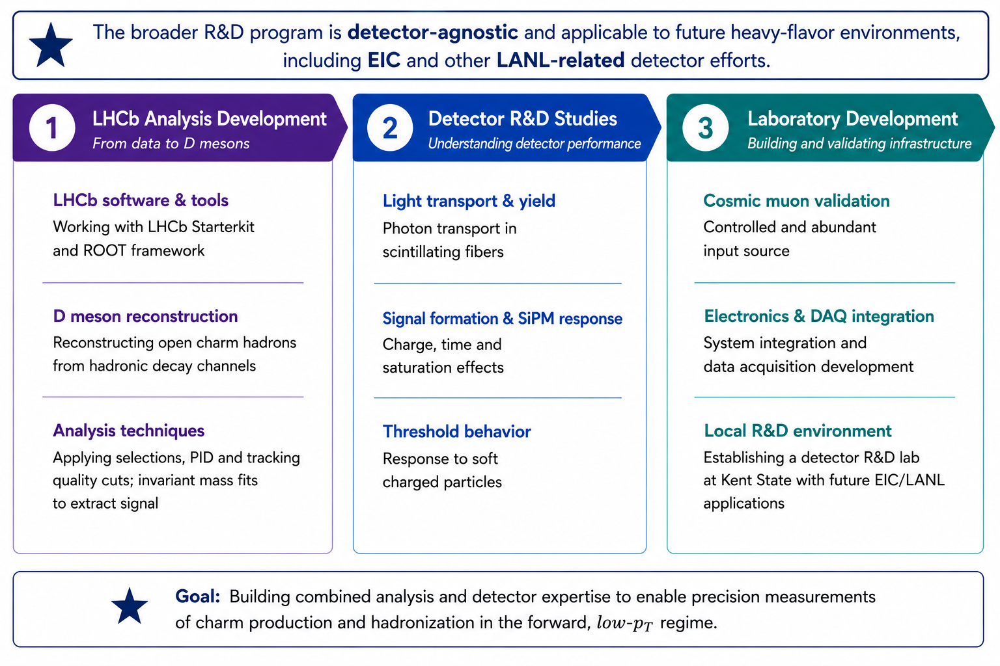 The broader R&D program is detector-agnostic and applicable to future heavy-flavor environments,
including EIC and other LANL-related detector efforts.
1
LHCb Analysis Development
From data to D mesons
LHCb software & tools
Working with LHCb Starterkit
and ROOT framework
D meson reconstruction
Reconstructing open charm hadrons
from hadronic decay channels
Analysis techniques
Applying selections, PID and tracking
quality cuts; invariant mass fits
to extract signal
2
Detector R&D Studies
Understanding detector performance
Light transport & yield
Photon transport in
scintillating fibers
Signal formation & SiPM response
Charge, time and
saturation effects
Threshold behavior
Response to soft
charged particles
3
Laboratory Development
Building and validating infrastructure
Cosmic muon validation
Controlled and abundant
input source
Electronics & DAQ integration
System integration and
data acquisition development
Local R&D environment
Establishing a detector R&D lab
at Kent State with future EIC/LANL
applications
Goal: Building combined analysis and detector expertise to enable precision measurements
of charm production and hadronization in the forward, low-p_T regime.